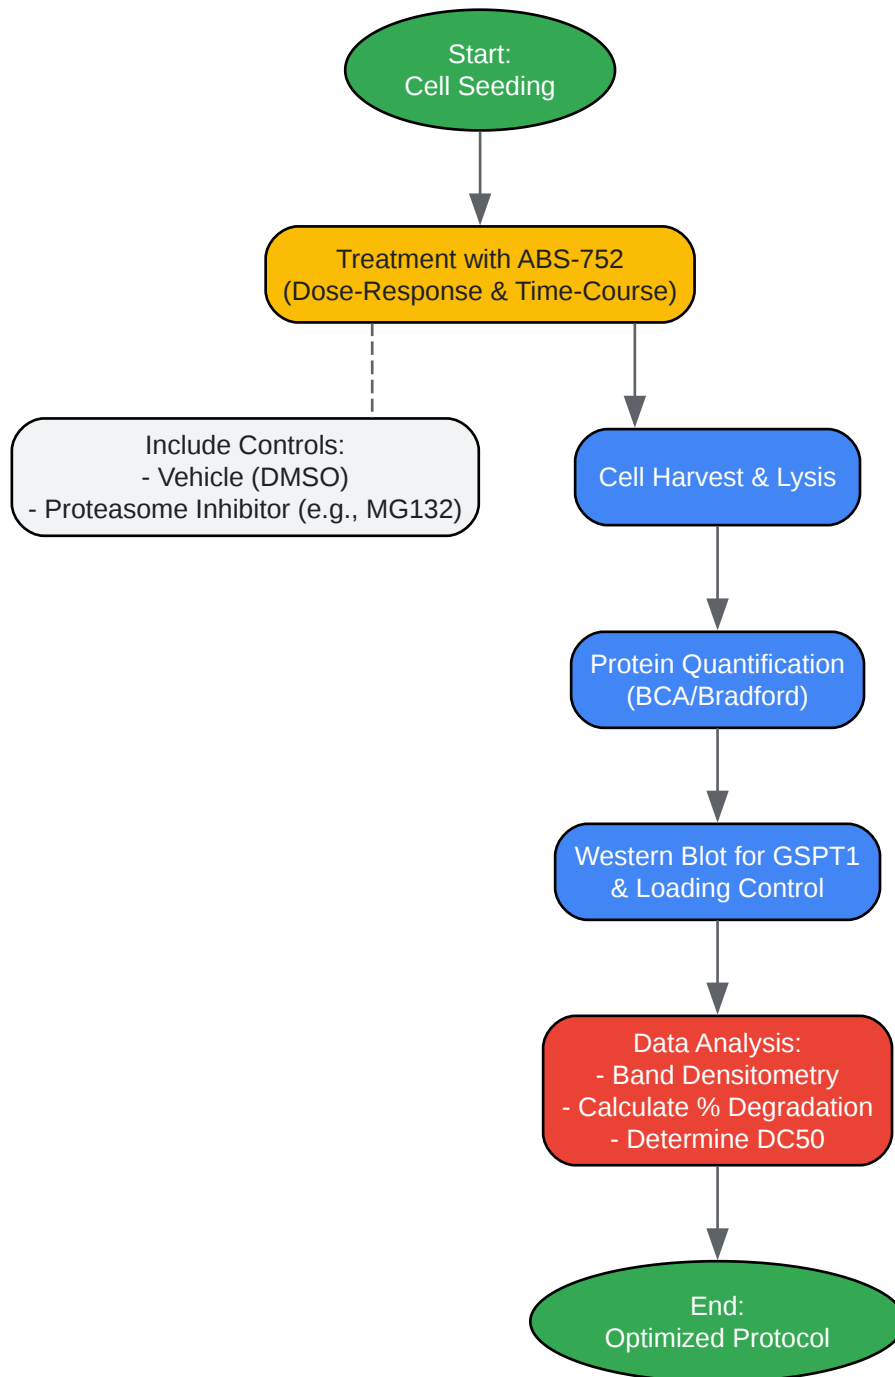 Start:
Cell Seeding
Treatment with ABS-752
(Dose-Response & Time-Course)
Include Controls:
- Vehicle (DMSO)
- Proteasome Inhibitor (e.g., MG132)
Cell Harvest & Lysis
Protein Quantification
(BCA/Bradford)
Western Blot for GSPT1
& Loading Control
Data Analysis:
- Band Densitometry
- Calculate % Degradation
- Determine DC50
End:
Optimized Protocol